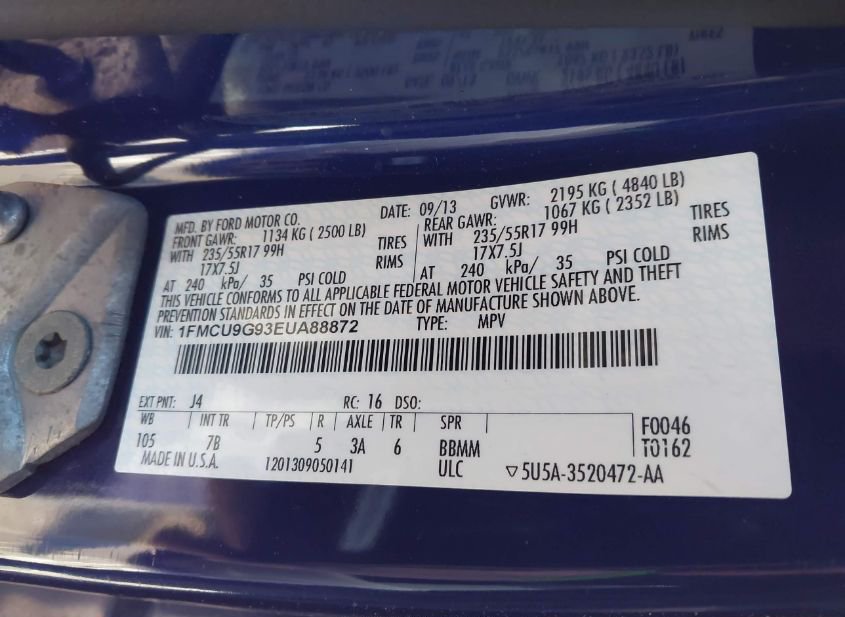 MFD. BY FORD MOTOR CO. DATE: 09/13 GVWR: 2195 KG ( 4840 LB)
FRONT GAWR: 1134 KG ( 2500 LB) REAR GAWR: 1067 KG ( 2352 LB)
WITH 235/55R17 99H TIRES WITH 235/55R17 99H TIRES
17X7.5J RIMS 17X7.5J RIMS
AT 240 kPa/ 35 PSI COLD AT 240 kPa/ 35 PSI COLD
THIS VEHICLE CONFORMS TO ALL APPLICABLE FEDERAL MOTOR VEHICLE SAFETY AND THEFT
PREVENTION STANDARDS IN EFFECT ON THE DATE OF MANUFACTURE SHOWN ABOVE.
VIN: 1FMCU9G93EUA88872 TYPE: MPV
EXT PNT: J4 RC: 16 DSO:
WB INT TR TP/PS R AXLE TR SPR F0046
105 7B 5 3A 6 BBMM T0162
MADE IN U.S.A. 1201309050141 ULC ▽5U5A-3520472-AA